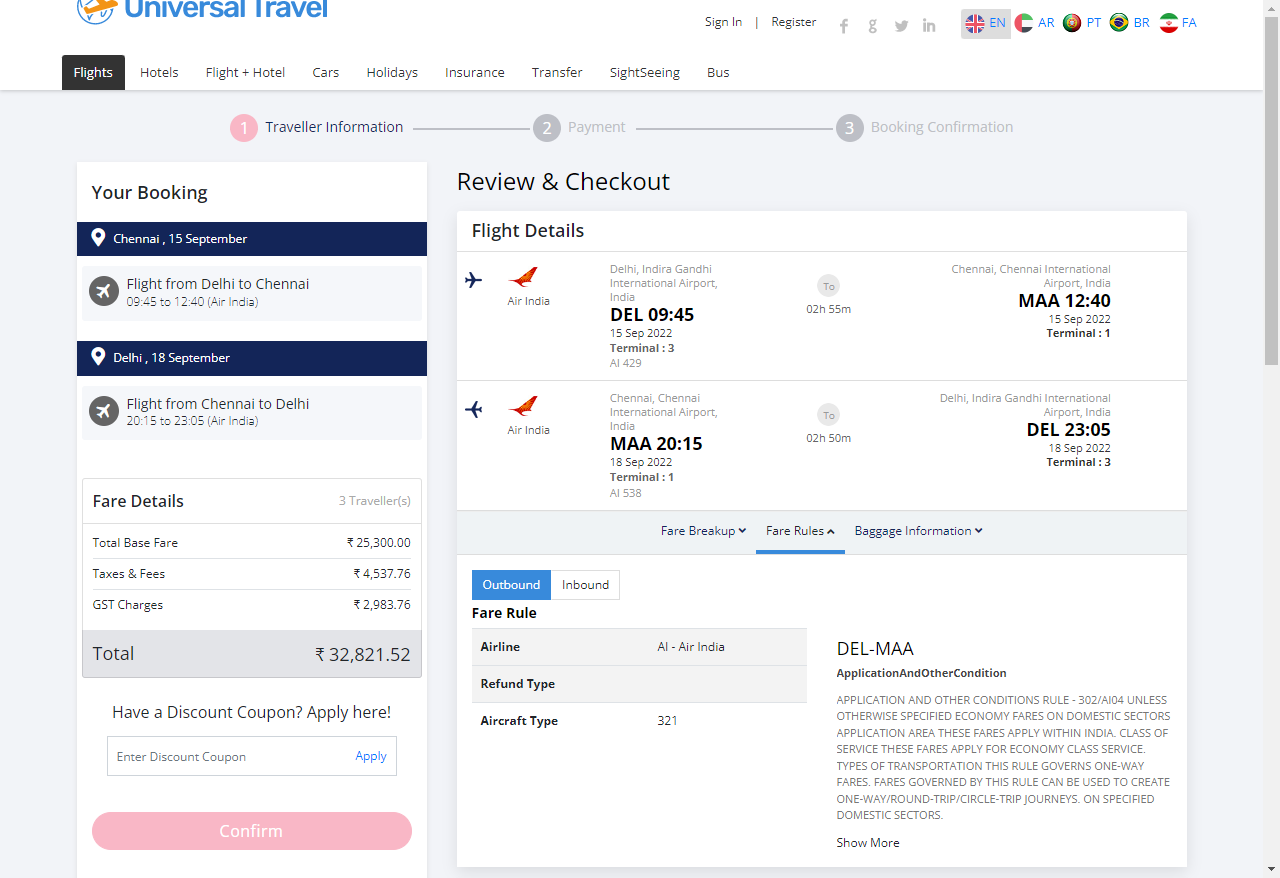 Universal Travel
Sign In | Register
EN AR PT BR FA
Flights Hotels Flight + Hotel Cars Holidays Insurance Transfer SightSeeing Bus
1 Traveller Information 2 Payment 3 Booking Confirmation
Your Booking
Chennai , 15 September
Flight from Delhi to Chennai
09:45 to 12:40 (Air India)
Delhi , 18 September
Flight from Chennai to Delhi
20:15 to 23:05 (Air India)
Fare Details 3 Traveller(s)
Total Base Fare ₹ 25,300.00
Taxes & Fees ₹ 4,537.76
GST Charges ₹ 2,983.76
Total ₹ 32,821.52
Have a Discount Coupon? Apply here!
Enter Discount Coupon Apply
Confirm
Review & Checkout
Flight Details
Air India
Delhi, Indira Gandhi
International Airport,
India
DEL 09:45
15 Sep 2022
Terminal : 3
AI 429
To
02h 55m
Chennai, Chennai International
Airport, India
MAA 12:40
15 Sep 2022
Terminal : 1
Air India
Chennai, Chennai
International Airport,
India
MAA 20:15
18 Sep 2022
Terminal : 1
AI 538
To
02h 50m
Delhi, Indira Gandhi International
Airport, India
DEL 23:05
18 Sep 2022
Terminal : 3
Fare Breakup Fare Rules Baggage Information
Outbound Inbound
Fare Rule
Airline AI - Air India
Refund Type
Aircraft Type 321
DEL-MAA
ApplicationAndOtherCondition
APPLICATION AND OTHER CONDITIONS RULE - 302/AI04 UNLESS
OTHERWISE SPECIFIED ECONOMY FARES ON DOMESTIC SECTORS
APPLICATION AREA THESE FARES APPLY WITHIN INDIA. CLASS OF
SERVICE THESE FARES APPLY FOR ECONOMY CLASS SERVICE.
TYPES OF TRANSPORTATION THIS RULE GOVERNS ONE-WAY
FARES. FARES GOVERNED BY THIS RULE CAN BE USED TO CREATE
ONE-WAY/ROUND-TRIP/CIRCLE-TRIP JOURNEYS. ON SPECIFIED
DOMESTIC SECTORS.
Show More